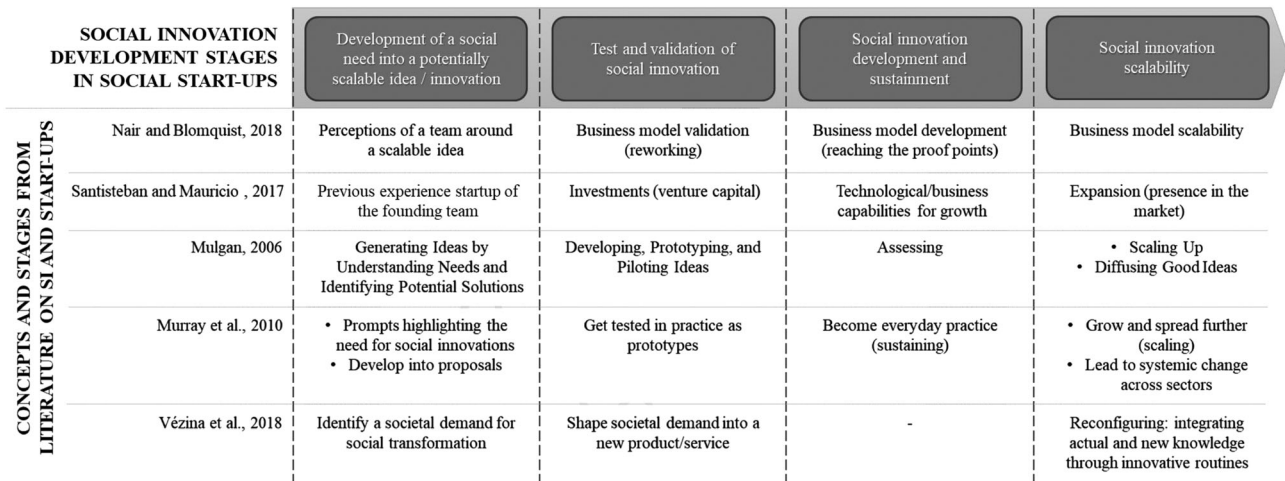 SOCIAL INNOVATION
DEVELOPMENT STAGES
IN SOCIAL START-UPS
Development of a social
need into a potentially
scalable idea / innovation
Test and validation of
social innovation
Social innovation
development and
sustainment
Social innovation
scalability
CONCEPTS AND STAGES FROM
LITERATURE ON SI AND START-UPS
Nair and Blomquist, 2018
Perceptions of a team around
a scalable idea
Business model validation
(reworking)
Business model development
(reaching the proof points)
Business model scalability
Santisteban and Mauricio , 2017
Previous experience startup of
the founding team
Investments (venture capital)
Technological/business
capabilities for growth
Expansion (presence in the
market)
Mulgan, 2006
Generating Ideas by
Understanding Needs and
Identifying Potential Solutions
Developing, Prototyping, and
Piloting Ideas
Assessing
• Scaling Up
• Diffusing Good Ideas
Murray et al., 2010
• Prompts highlighting the
need for social innovations
• Develop into proposals
Get tested in practice as
prototypes
Become everyday practice
(sustaining)
• Grow and spread further
(scaling)
• Lead to systemic change
across sectors
Vézina et al., 2018
Identify a societal demand for
social transformation
Shape societal demand into a
new product/service
-
Reconfiguring: integrating
actual and new knowledge
through innovative routines